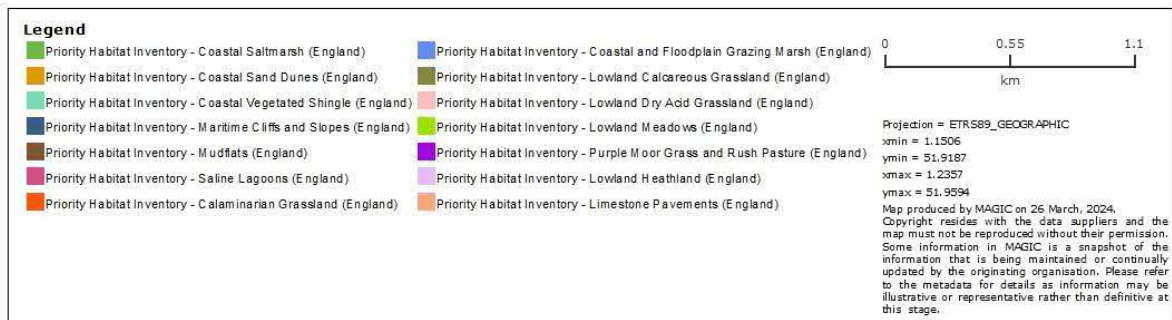 Legend
Priority Habitat Inventory - Coastal Saltmarsh (England)
Priority Habitat Inventory - Coastal Sand Dunes (England)
Priority Habitat Inventory - Coastal Vegetated Shingle (England)
Priority Habitat Inventory - Maritime Cliffs and Slopes (England)
Priority Habitat Inventory - Mudflats (England)
Priority Habitat Inventory - Saline Lagoons (England)
Priority Habitat Inventory - Calaminarian Grassland (England)
Priority Habitat Inventory - Coastal and Floodplain Grazing Marsh (England)
Priority Habitat Inventory - Lowland Calcareous Grassland (England)
Priority Habitat Inventory - Lowland Dry Acid Grassland (England)
Priority Habitat Inventory - Lowland Meadows (England)
Priority Habitat Inventory - Purple Moor Grass and Rush Pasture (England)
Priority Habitat Inventory - Lowland Heathland (England)
Priority Habitat Inventory - Limestone Pavements (England)
0 0.55 1.1
km
Projection = ETRS89_GEOGRAPHIC
xmin = 1.1506
ymin = 51.9187
xmax = 1.2357
ymax = 51.9594
Map produced by MAGIC on 26 March, 2024.
Copyright resides with the data suppliers and the
map must not be reproduced without their permission.
Some information in MAGIC is a snapshot of the
information that is being maintained or continually
updated by the originating organisation. Please refer
to the metadata for details as information may be
illustrative or representative rather than definitive at
this stage.